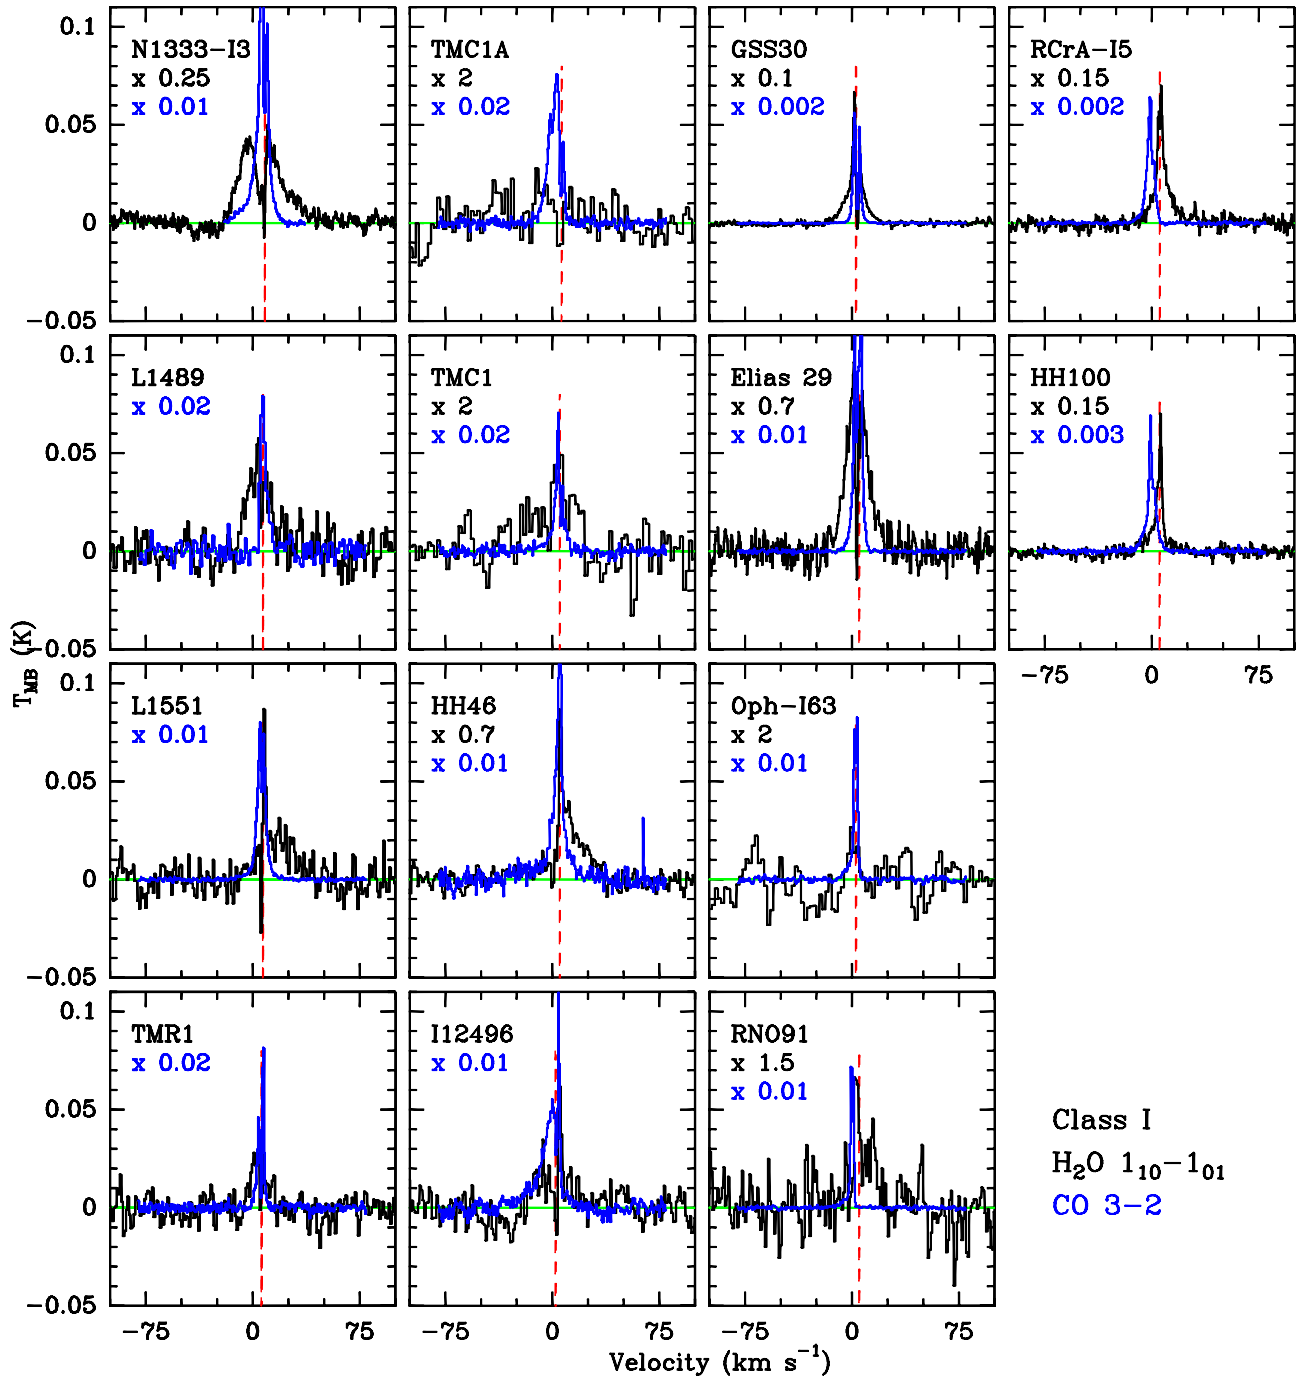 0.1
0.05
0
−0.05
N1333−I3
x 0.25
x 0.01
TMC1A
x 2
x 0.02
GSS30
x 0.1
x 0.002
RCrA−I5
x 0.15
x 0.002
0.1
0.05
0
−0.05
L1489
x 0.02
TMC1
x 2
x 0.02
Elias 29
x 0.7
x 0.01
HH100
x 0.15
x 0.003
−75 0 75
T_MB (K)
0.1
0.05
0
−0.05
L1551
x 0.01
HH46
x 0.7
x 0.01
Oph−I63
x 2
x 0.01
0.1
0.05
0
−0.05
TMR1
x 0.02
I12496
x 0.01
RNO91
x 1.5
x 0.01
Class I
H₂O 1₁₀−1₀₁
CO 3−2
−75 0 75 −75 0 75 −75 0 75
Velocity (km s⁻¹)